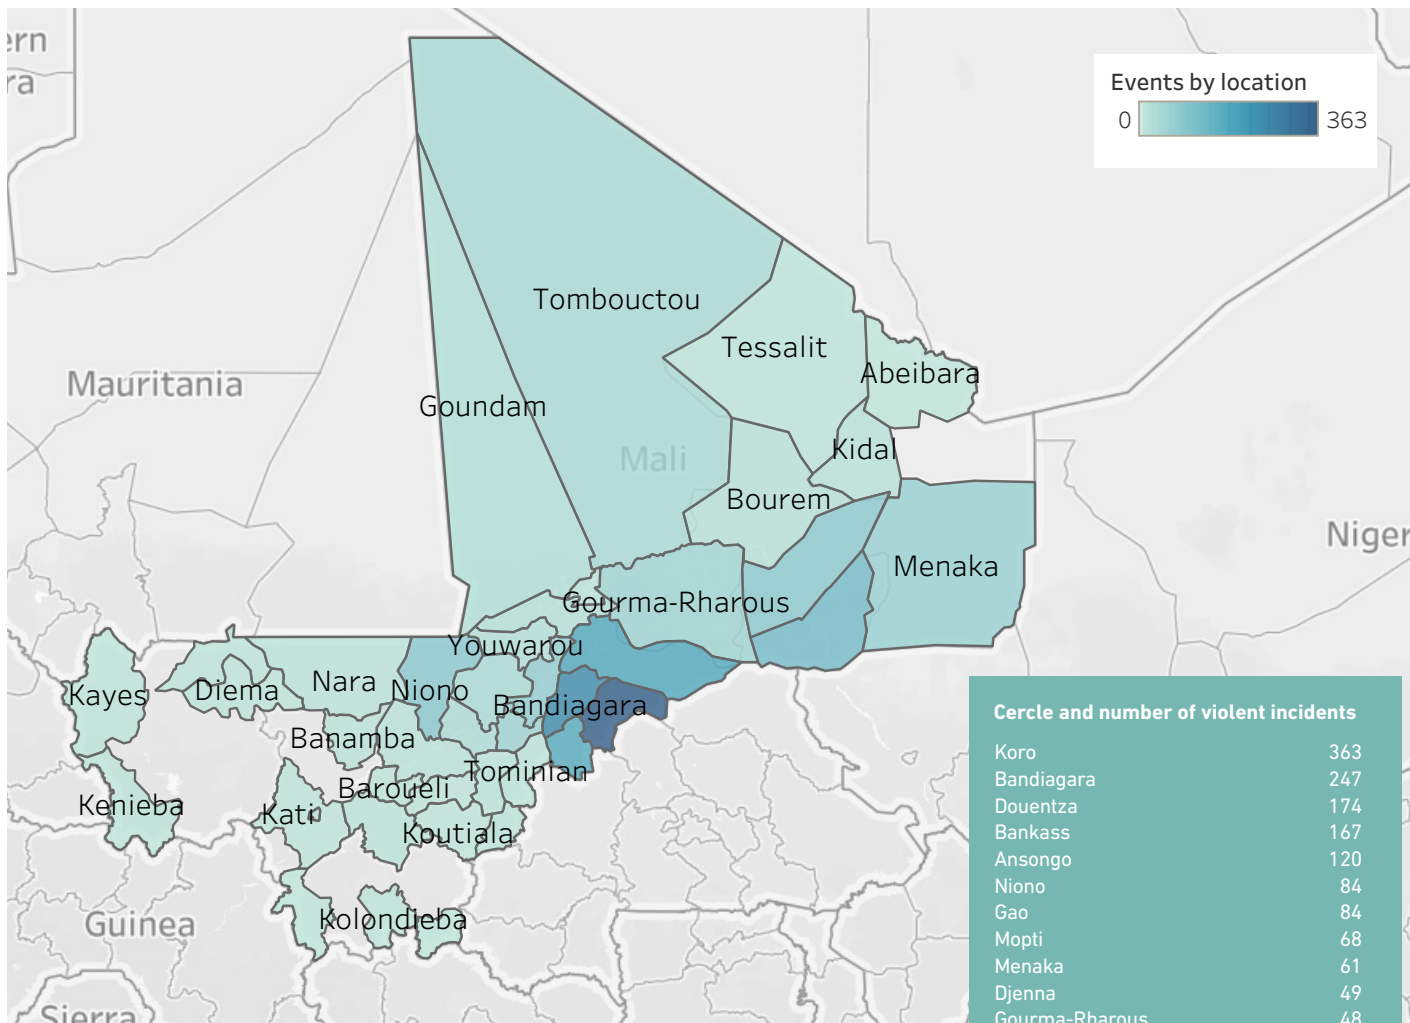 ern
ra
Events by location
0 363
Tombouctou
Tessalit
Abeibara
Mauritania
Goundam
Kidal
Mali
Bourem
Niger
Menaka
Gourma-Rharous
Youwarou
Nara
Niono
Kayes
Diema
Bandiagara
Banamba
Tominian
Baroueli
Kenieba
Kati
Koutiala
Guinea
Kolondieba
Sierra
Cercle and number of violent incidents
Koro 363
Bandiagara 247
Douentza 174
Bankass 167
Ansongo 120
Niono 84
Gao 84
Mopti 68
Menaka 61
Djenna 49
Gourma-Rharous 48